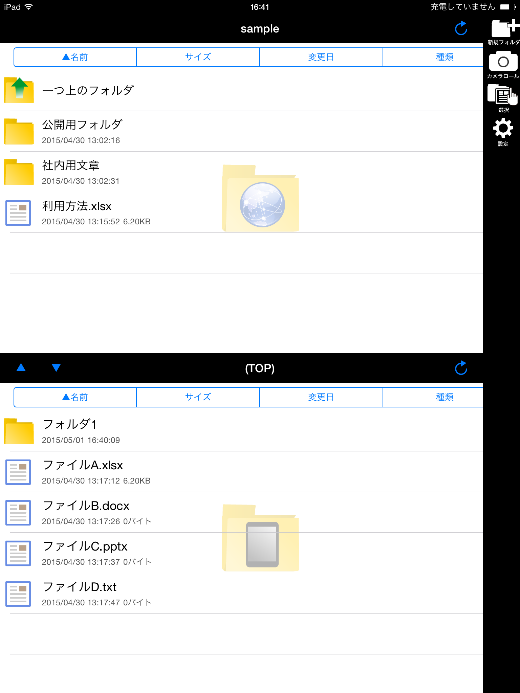 iPad 16:41 充電していません
sample
新規フォルダ
カメラロール
選択
設定
▲名前 サイズ 変更日 種類
一つ上のフォルダ
公開用フォルダ
2015/04/30 13:02:16
社内用文章
2015/04/30 13:02:31
利用方法.xlsx
2015/04/30 13:15:52 6.20KB
▲ ▼ (TOP)
▲名前 サイズ 変更日 種類
フォルダ1
2015/05/01 16:40:09
ファイルA.xlsx
2015/04/30 13:17:12 6.20KB
ファイルB.docx
2015/04/30 13:17:26 0バイト
ファイルC.pptx
2015/04/30 13:17:37 0バイト
ファイルD.txt
2015/04/30 13:17:47 0バイト